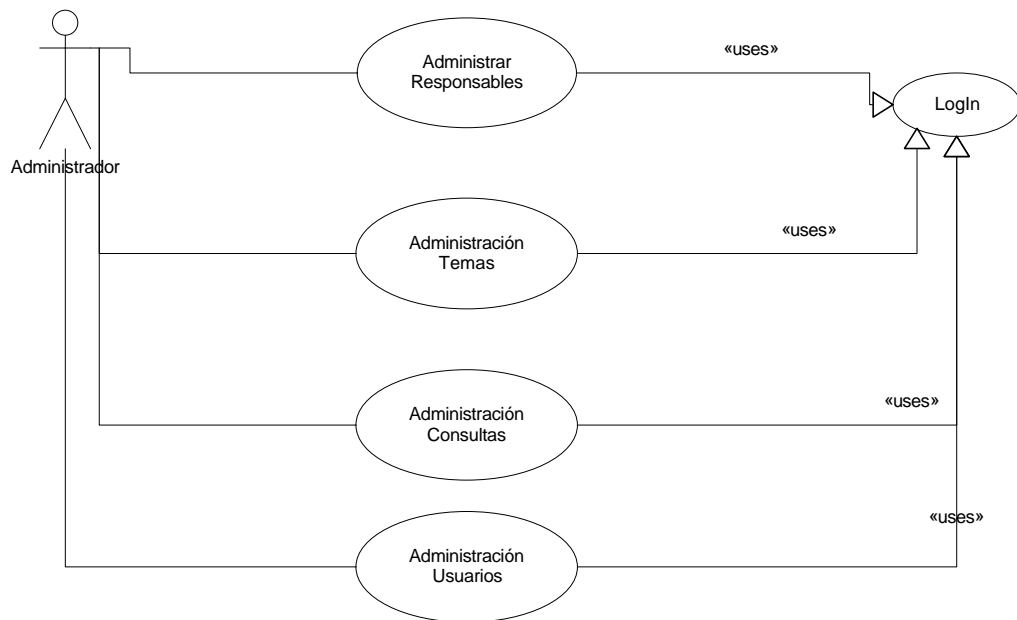 Administrar
Responsables
«uses»
LogIn
Administrador
Administración
Temas
«uses»
Administración
Consultas
«uses»
Administración
Usuarios
«uses»